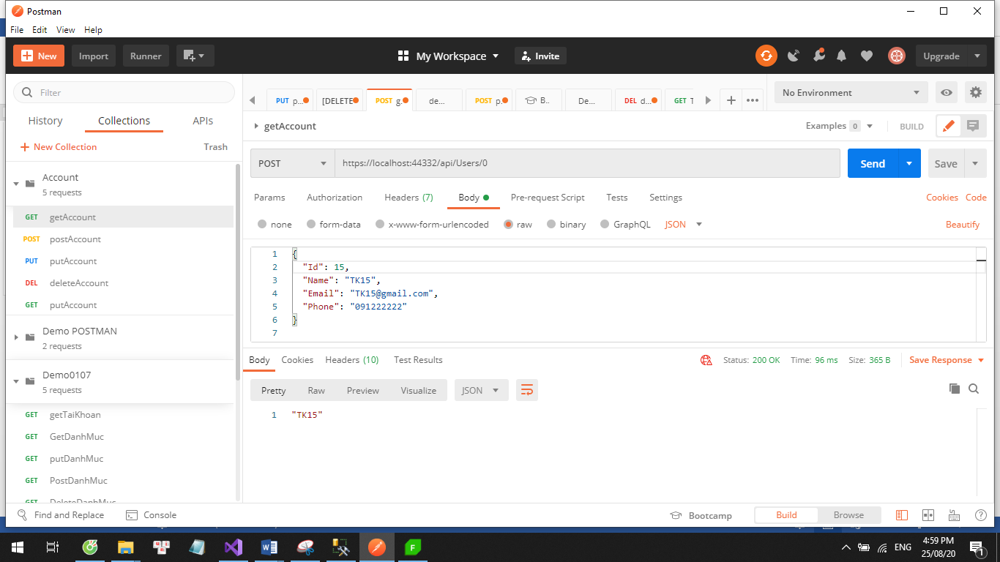 Postman
File Edit View Help
New Import Runner My Workspace Invite Upgrade
Filter
History Collections APIs
New Collection Trash
Account
5 requests
GET getAccount
POST postAccount
PUT putAccount
DEL deleteAccount
GET putAccount
Demo POSTMAN
2 requests
Demo0107
5 requests
GET getTaiKhoan
GET GetDanhMuc
GET putDanhMuc
GET PostDanhMuc
GET DeleteDanhMuc
PUT p... [DELETE POST g. de... POST p. B.. De... DEL d... GET T
No Environment
getAccount Examples 0 BUILD
POST https://localhost:44332/api/Users/0 Send Save
Params Authorization Headers (7) Body Pre-request Script Tests Settings Cookies Code
none form-data x-www-form-urlencoded raw binary GraphQL JSON Beautify
1 {
2 "Id": 15,
3 "Name": "TK15",
4 "Email": "TK15@gmail.com",
5 "Phone": "091222222"
6 }
7
Body Cookies Headers (10) Test Results Status: 200 OK Time: 96 ms Size: 365 B Save Response
Pretty Raw Preview Visualize JSON
1 "TK15"
Find and Replace Console Bootcamp Build Browse
ENG 4:59 PM
25/08/20 1